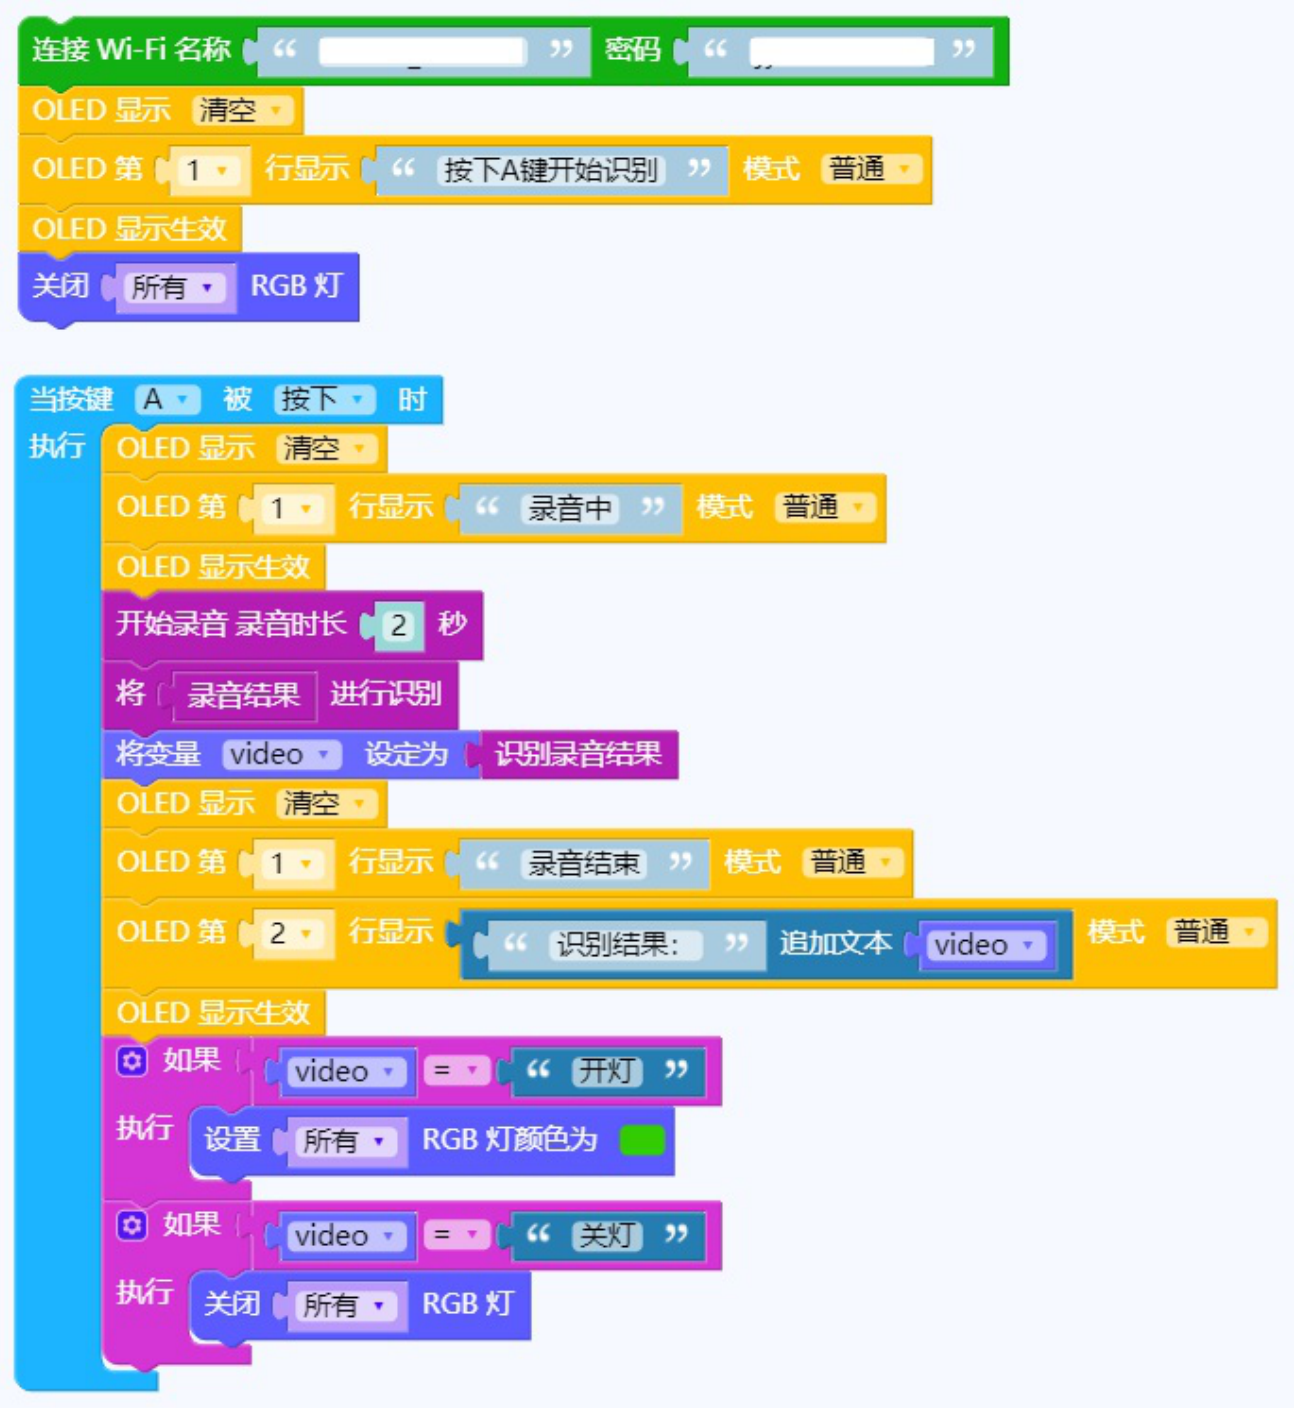 连接 Wi-Fi 名称 “ ” 密码 “ ”
OLED 显示 清空
OLED 第 1 行显示 “ 按下A键开始识别 ” 模式 普通
OLED 显示生效
关闭 所有 RGB 灯
当按键 A 被 按下 时
执行 OLED 显示 清空
OLED 第 1 行显示 “ 录音中 ” 模式 普通
OLED 显示生效
开始录音 录音时长 2 秒
将 录音结果 进行识别
将变量 video 设定为 识别录音结果
OLED 显示 清空
OLED 第 1 行显示 “ 录音结束 ” 模式 普通
OLED 第 2 行显示 “ 识别结果： ” 追加文本 video 模式 普通
OLED 显示生效
如果 video = “ 开灯 ”
执行 设置 所有 RGB 灯颜色为
如果 video = “ 关灯 ”
执行 关闭 所有 RGB 灯